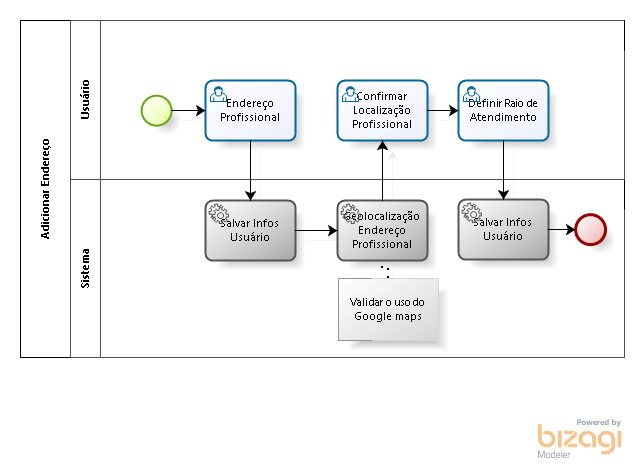 Adicionar Endereço
Usuário
Endereço
Profissional
Confirmar
Localização
Profissional
Definir Raio de
Atendimento
Sistema
Salvar Infos
Usuário
Geolocalização
Endereço
Profissional
Salvar Infos
Usuário
Validar o uso do
Google maps
Powered by
bizagi
Modeler